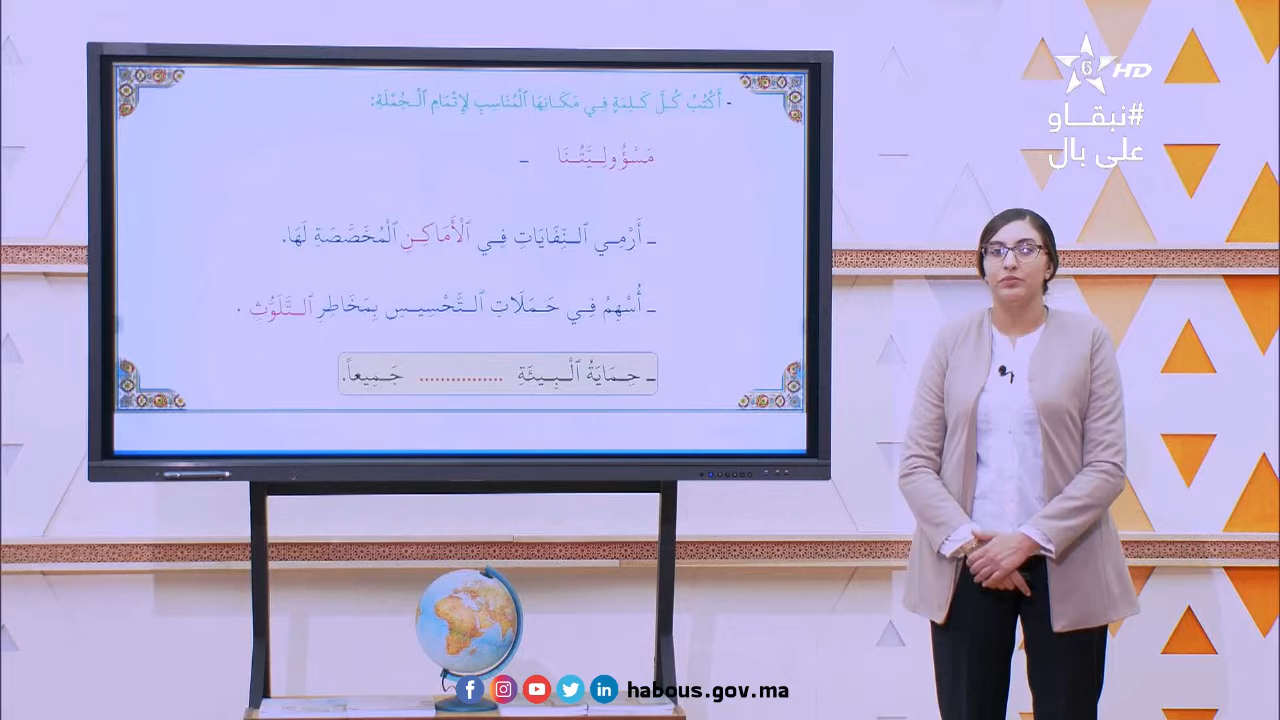 - أَكْتُبُ كُلَّ كَلِمَةٍ فِي مَكَانِهَا ٱلْمُنَاسِبِ لِإِتْمَامِ ٱلْجُمْلَةِ:
مَسْؤُولِيَّتُنَا -
- أَرْمِي ٱلنِّفَايَاتِ فِي ٱلْأَمَاكِنِ ٱلْمُخَصَّصَةِ لَهَا.
- أُسْهِمُ فِي حَمَلَاتِ ٱلتَّحْسِيسِ بِمَخَاطِرِ ٱلتَّلَوُّثِ .
- حِمَايَةُ ٱلْبِيئَةِ ................ جَمِيعاً.
6 HD
#نبقاو
على بال
habous.gov.ma